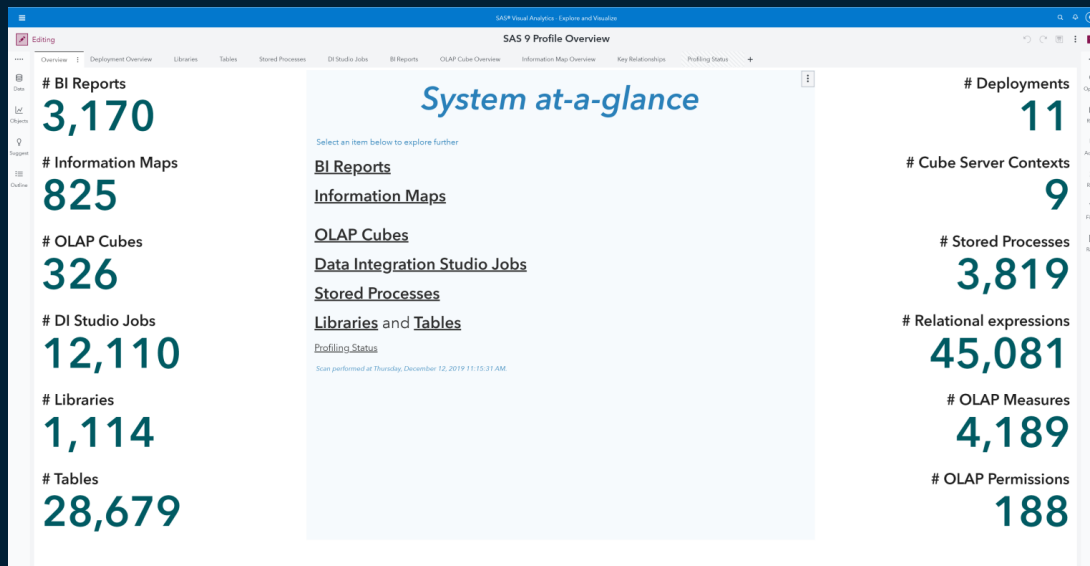 SAS® Visual Analytics - Explore and Visualize
Editing
SAS 9 Profile Overview
Overview Deployment Overview Libraries Tables Stored Processes DI Studio Jobs BI Reports OLAP Cube Overview Information Map Overview Key Relationships Profiling Status +
Data
Objects
Suggest
Outline
# BI Reports
3,170
# Information Maps
825
# OLAP Cubes
326
# DI Studio Jobs
12,110
# Libraries
1,114
# Tables
28,679
System at-a-glance
Select an item below to explore further
BI Reports
Information Maps
OLAP Cubes
Data Integration Studio Jobs
Stored Processes
Libraries and Tables
Profiling Status
Scan performed at Thursday, December 12, 2019 11:15:31 AM.
# Deployments
11
# Cube Server Contexts
9
# Stored Processes
3,819
# Relational expressions
45,081
# OLAP Measures
4,189
# OLAP Permissions
188